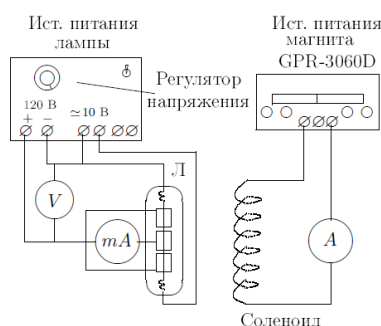 Ист. питания
лампы
Ист. питания
магнита
GPR-3060D
Регулятор
напряжения
120 В
≃10 В
+ −
Л
V
mA
A
Соленоид